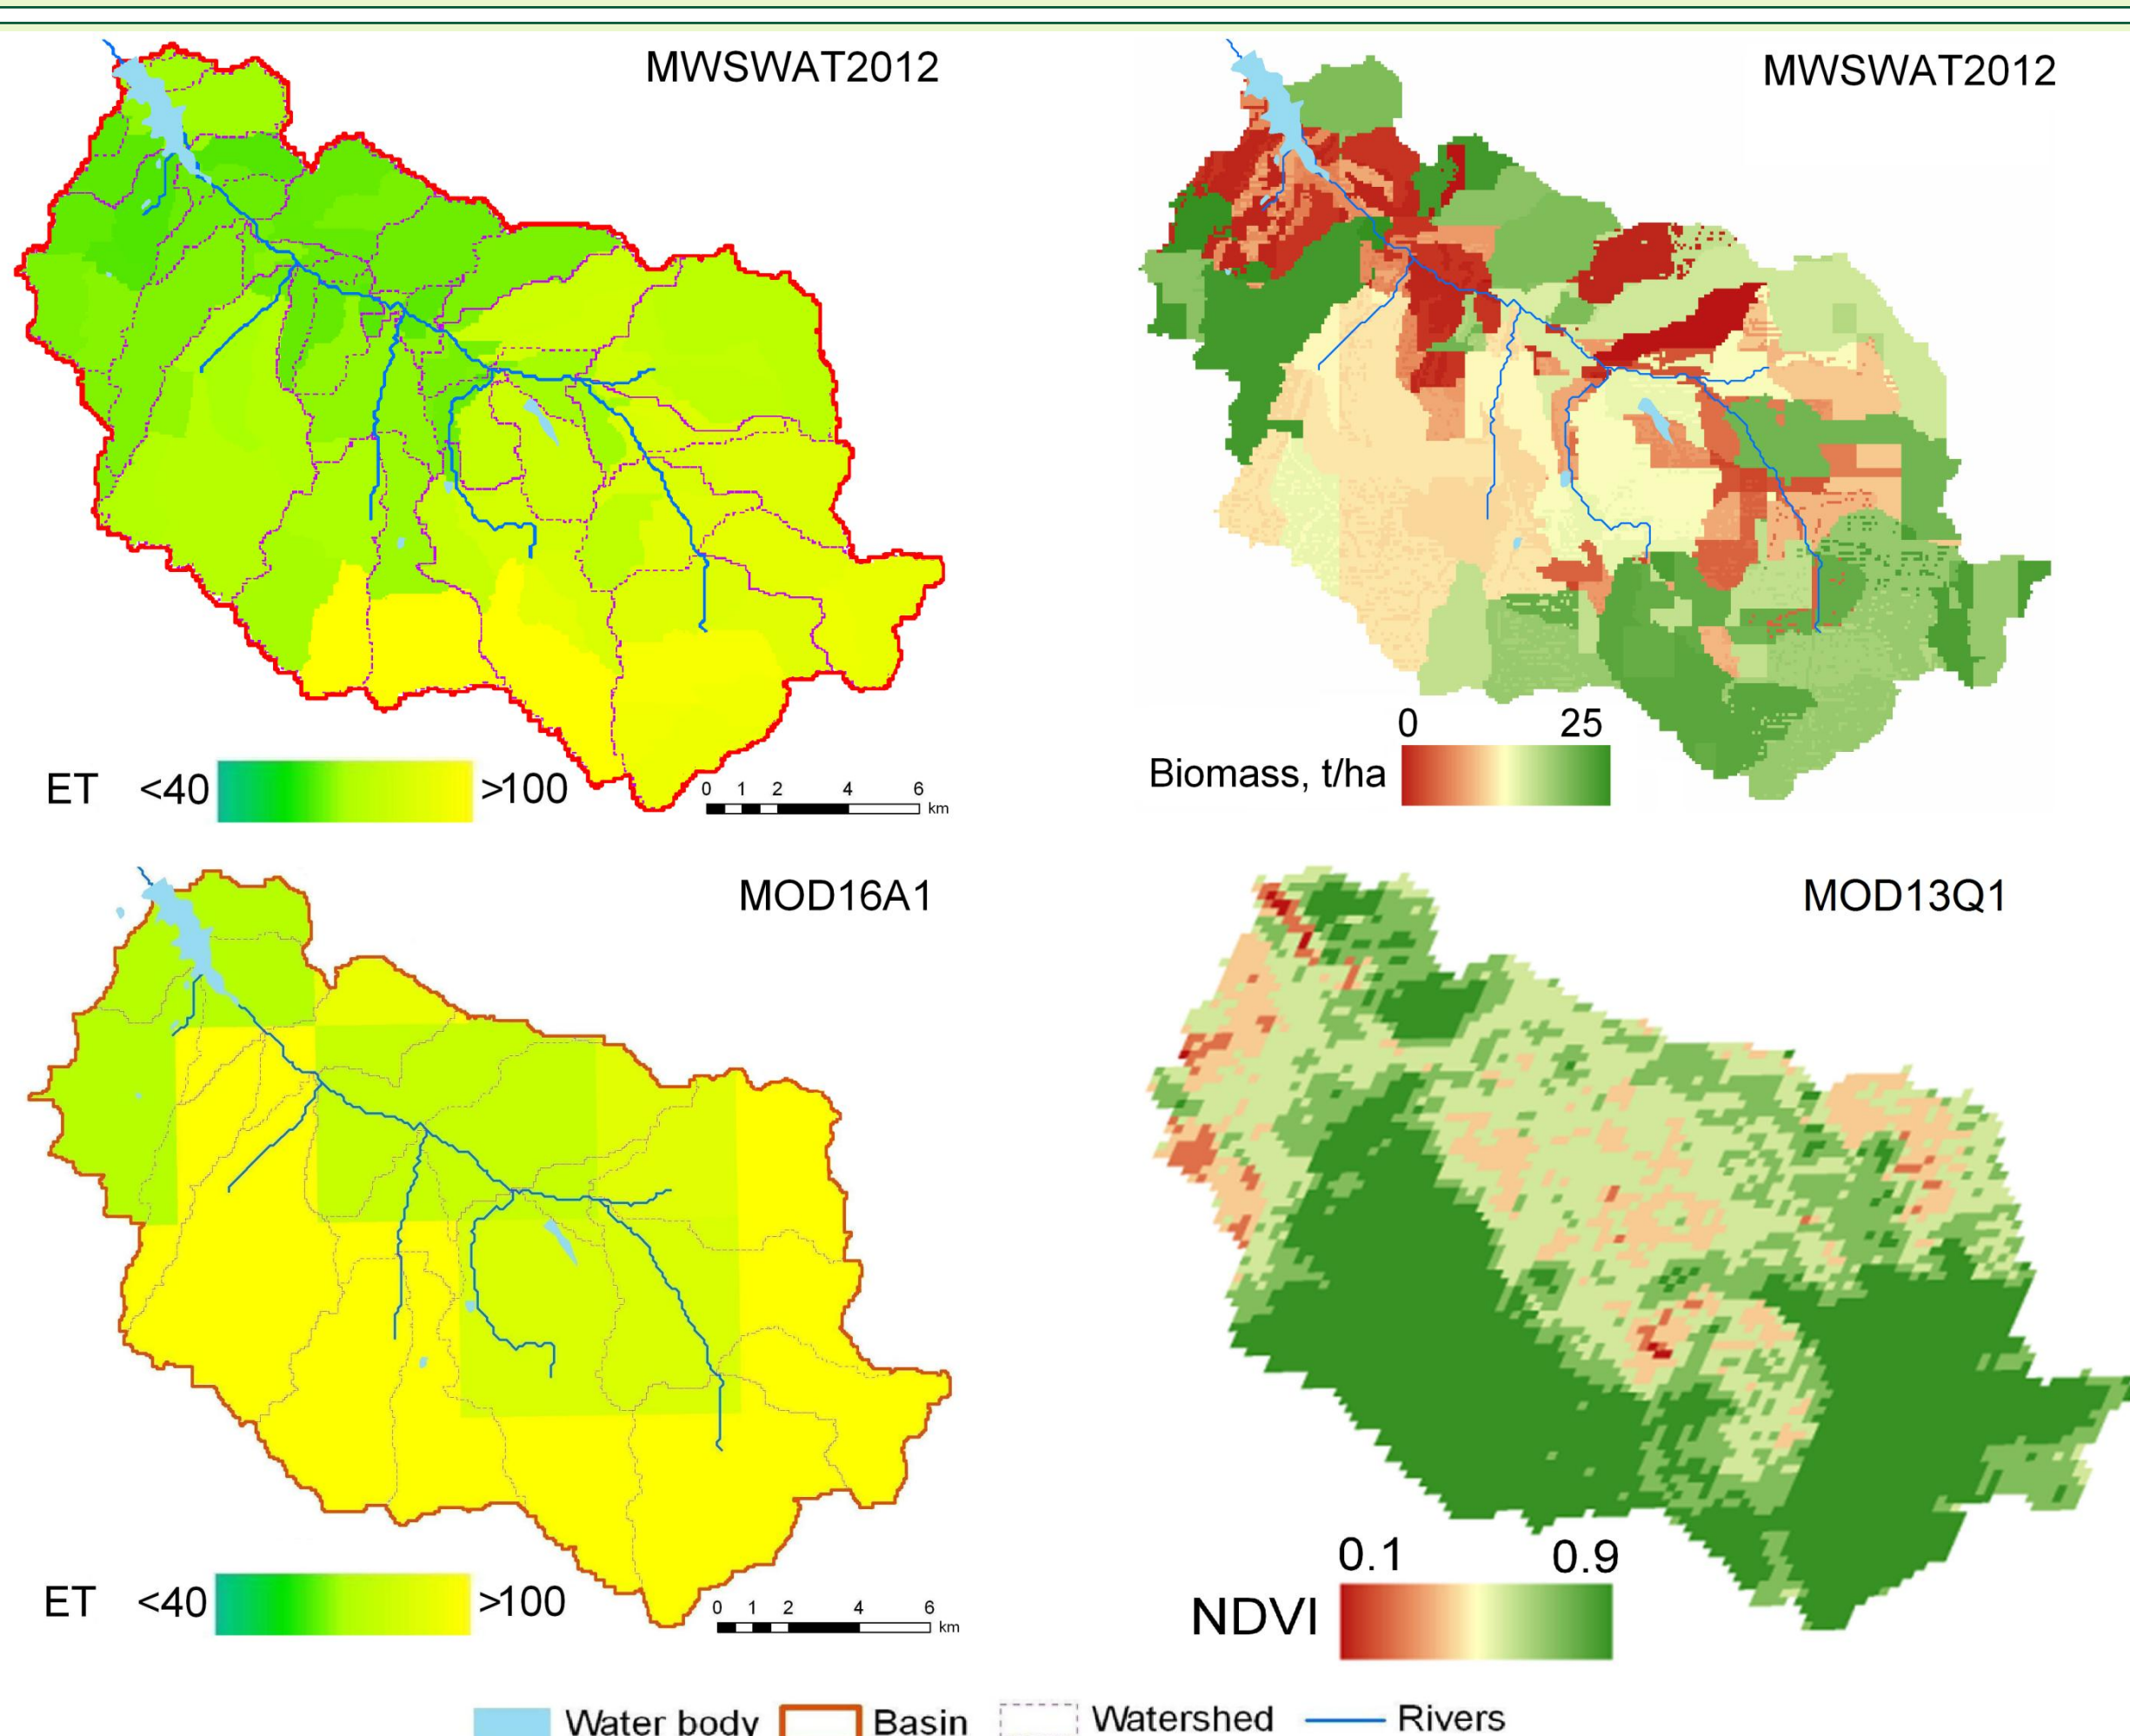 MWSWAT2012
ET <40 >100
0 1 2 4 6
km
MWSWAT2012
0 25
Biomass, t/ha
MOD16A1
ET <40 >100
0 1 2 4 6
km
MOD13Q1
0.1 0.9
NDVI
Water body Basin Watershed Rivers